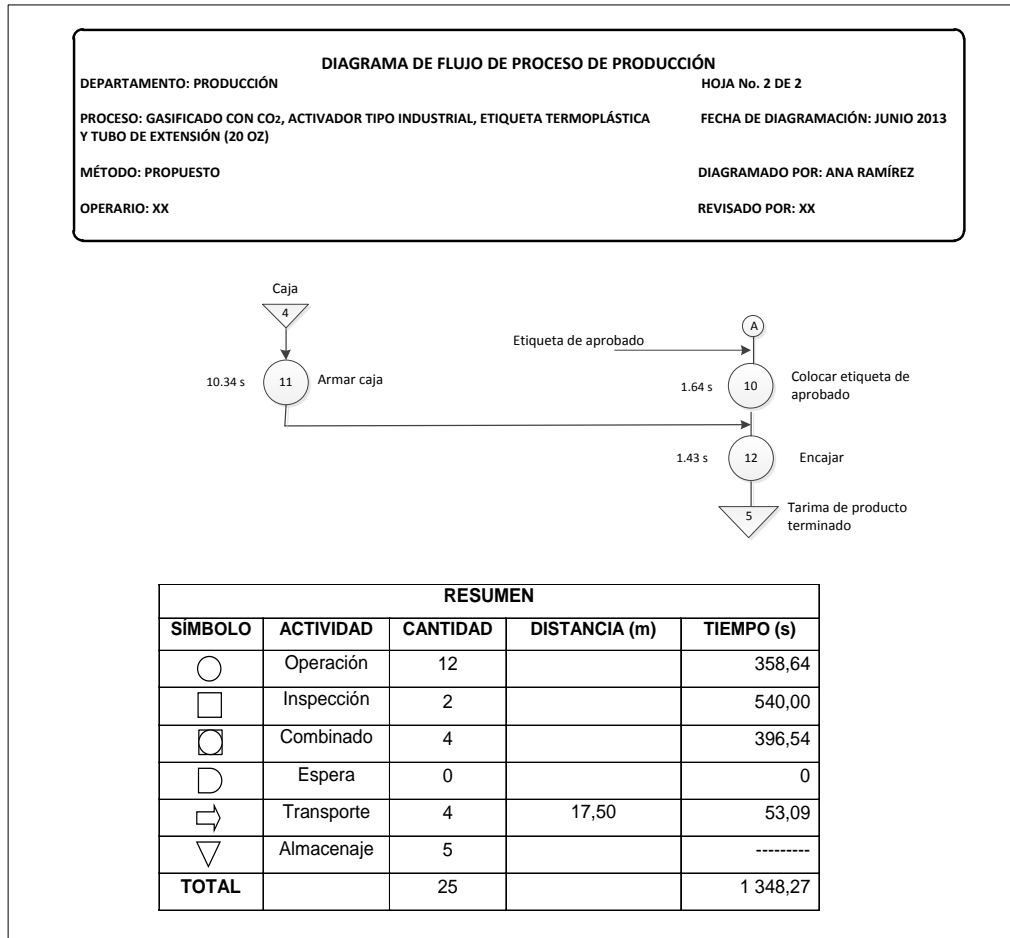 DIAGRAMA DE FLUJO DE PROCESO DE PRODUCCIÓN
DEPARTAMENTO: PRODUCCIÓN
HOJA No. 2 DE 2
PROCESO: GASIFICADO CON CO2, ACTIVADOR TIPO INDUSTRIAL, ETIQUETA TERMOPLÁSTICA
Y TUBO DE EXTENSIÓN (20 OZ)
FECHA DE DIAGRAMACIÓN: JUNIO 2013
MÉTODO: PROPUESTO
DIAGRAMADO POR: ANA RAMÍREZ
OPERARIO: XX
REVISADO POR: XX
Caja
4
10.34 s
11
Armar caja
A
Etiqueta de aprobado
1.64 s
10
Colocar etiqueta de
aprobado
1.43 s
12
Encajar
5
Tarima de producto
terminado
RESUMEN
SÍMBOLO ACTIVIDAD CANTIDAD DISTANCIA (m) TIEMPO (s)
Operación 12 358,64
Inspección 2 540,00
Combinado 4 396,54
Espera 0 0
Transporte 4 17,50 53,09
Almacenaje 5 ---------
TOTAL 25 1 348,27